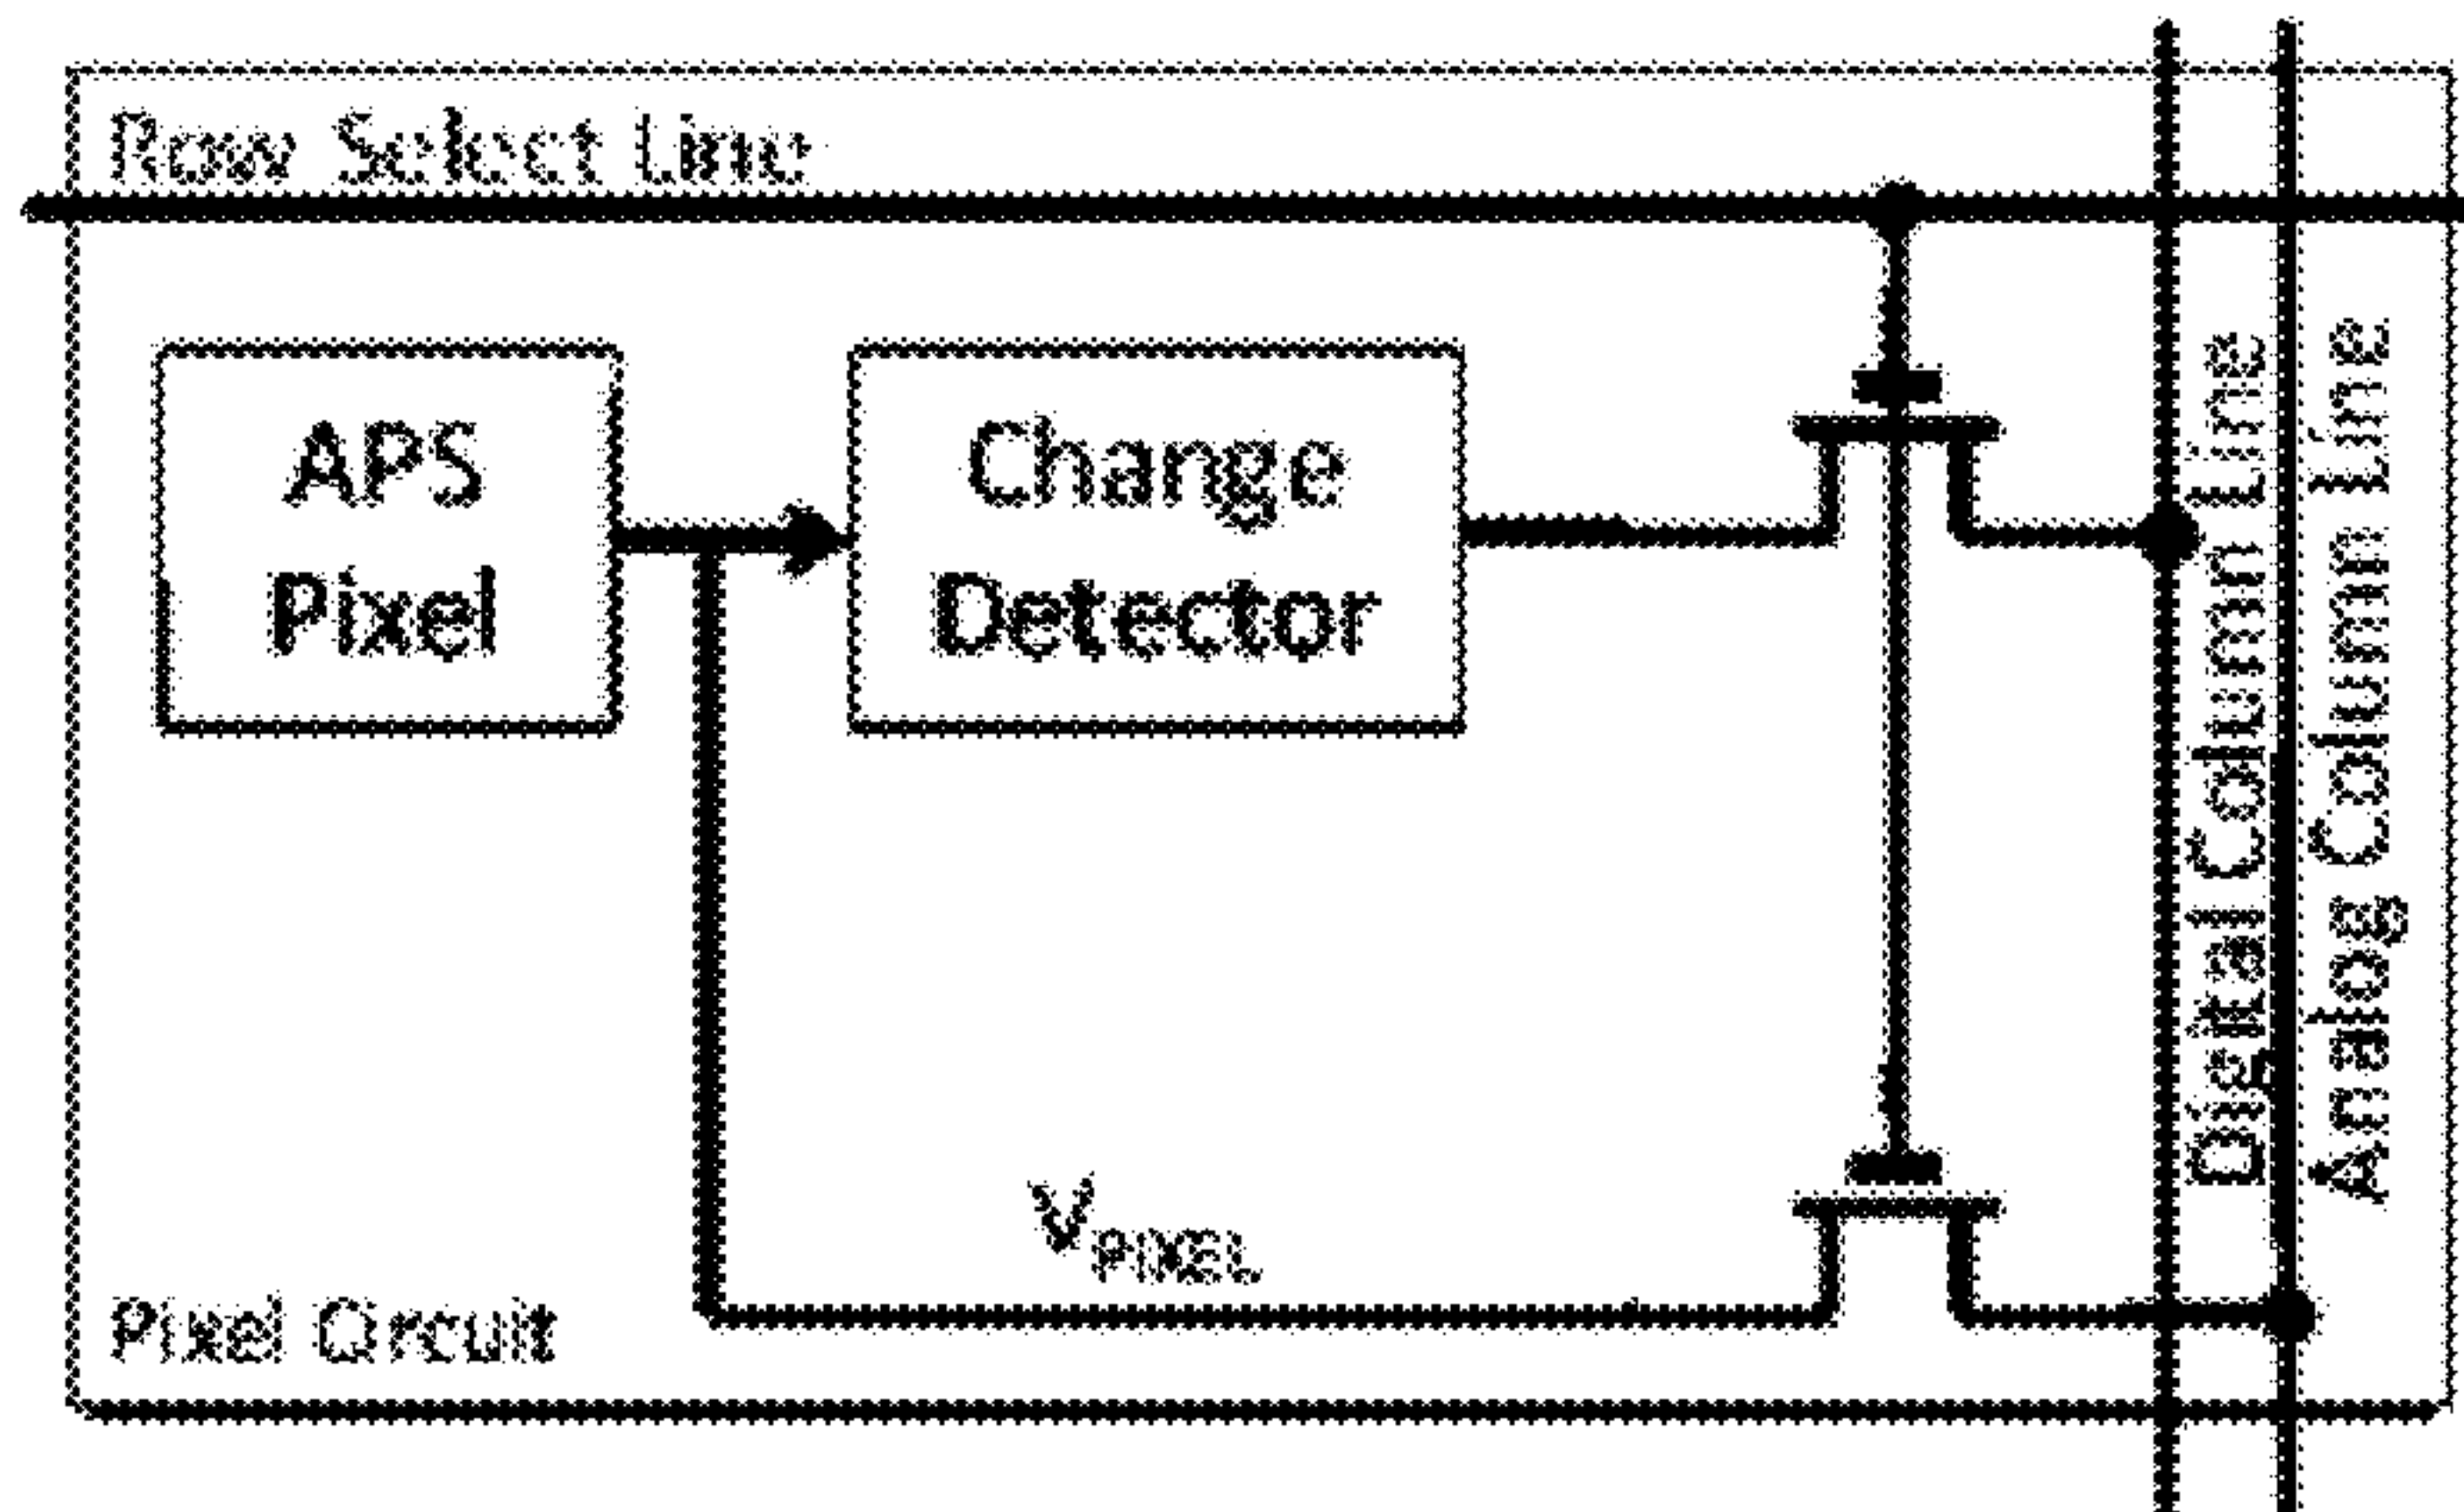 Row Select Line
APS
Pixel
Change
Detector
Digital Column Line
Analog Column Line
VPIXEL
Pixel Circuit